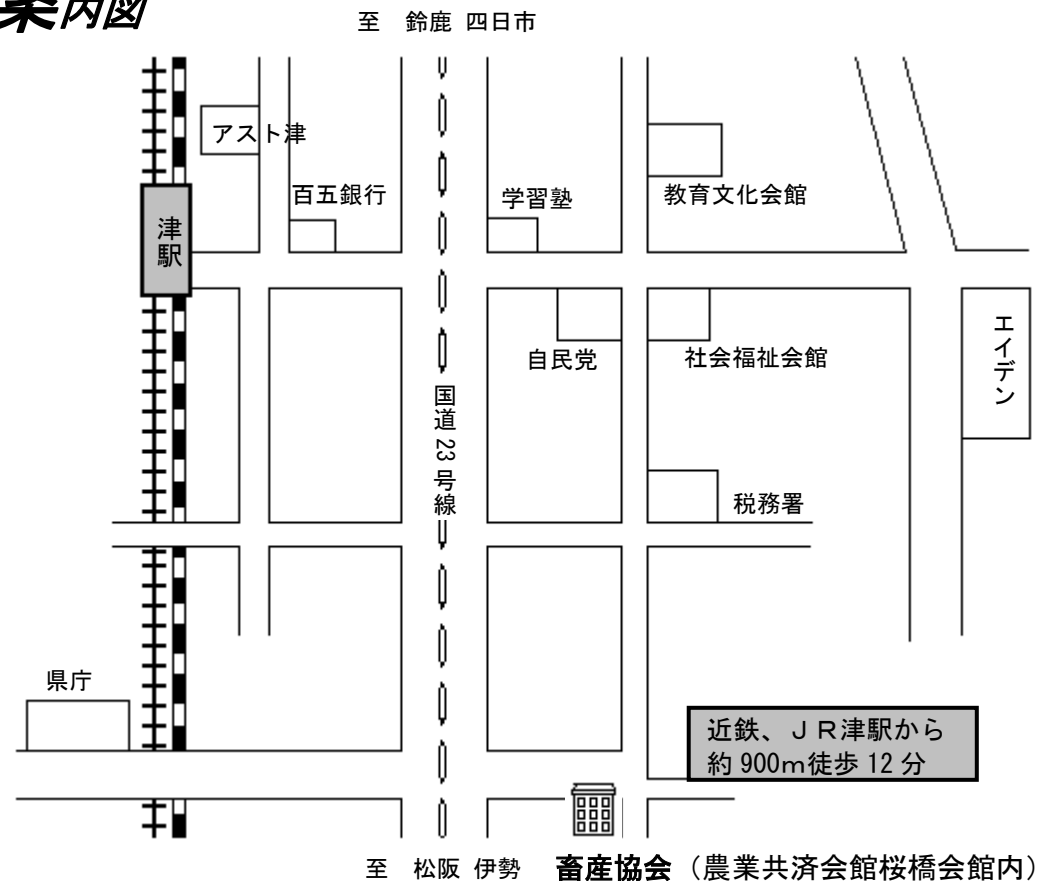 案内図
至 鈴鹿 四日市
アスト津
百五銀行
学習塾
教育文化会館
津駅
自民党
社会福祉会館
エイデン
国道23号線
税務署
県庁
近鉄、ＪＲ津駅から
約900ｍ徒歩12分
至 松阪 伊勢
畜産協会（農業共済会館桜橋会館内）